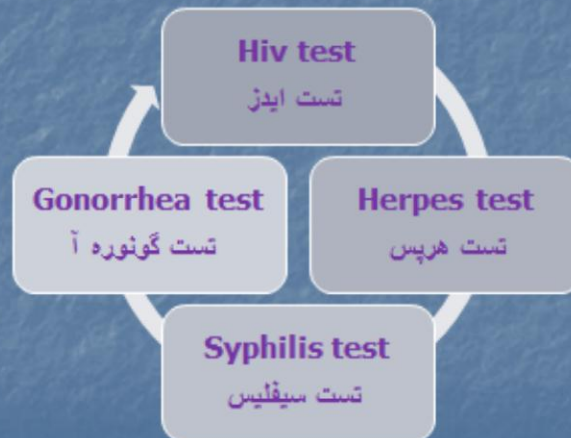 Hiv test
تست ایدز
Herpes test
تست هرپس
Syphilis test
تست سیفلیس
Gonorrhea test
تست گونوره آ